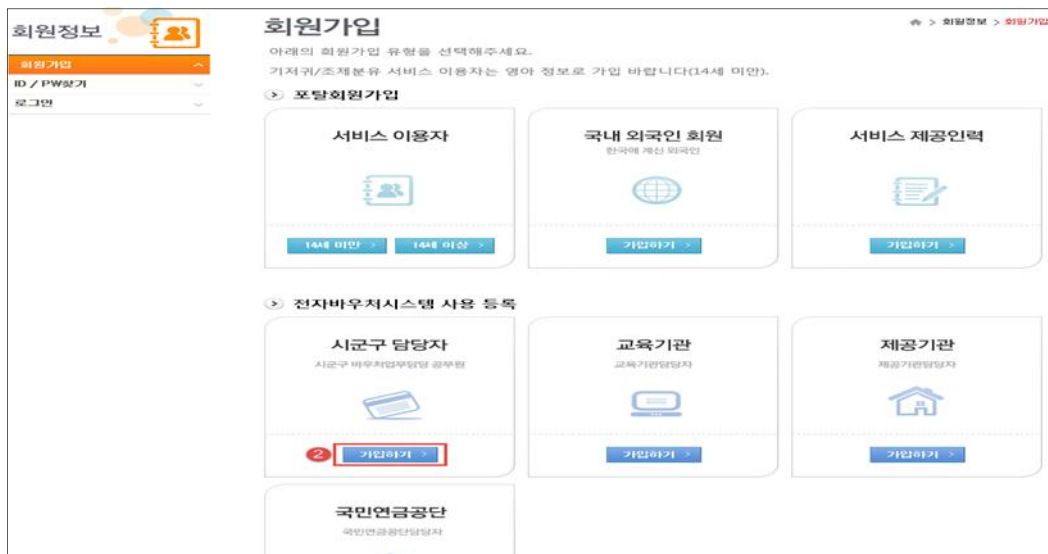 회원정보
회원가입
ID / PW찾기
로그인
회원가입
> 회원정보 > 회원가입
아래의 회원가입 유형을 선택해주세요.
기저귀/조제분유 서비스 이용자는 영아 정보로 가입 바랍니다(14세 미만).
포탈회원가입
서비스 이용자
14세 미만 >
14세 이상 >
국내 외국인 회원
한국에 계신 외국인
가입하기 >
서비스 제공인력
가입하기 >
전자바우처시스템 사용 등록
시군구 담당자
시군구 바우처업무담당 공무원
2
가입하기 >
교육기관
교육기관담당자
가입하기 >
제공기관
제공기관담당자
가입하기 >
국민연금공단
국민연금공단담당자